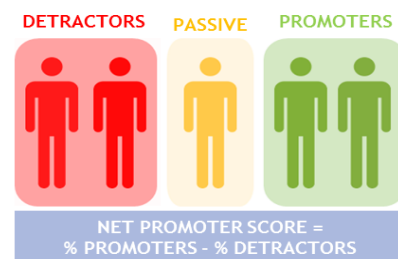 DETRACTORS PASSIVE PROMOTERS
NET PROMOTER SCORE =
% PROMOTERS - % DETRACTORS